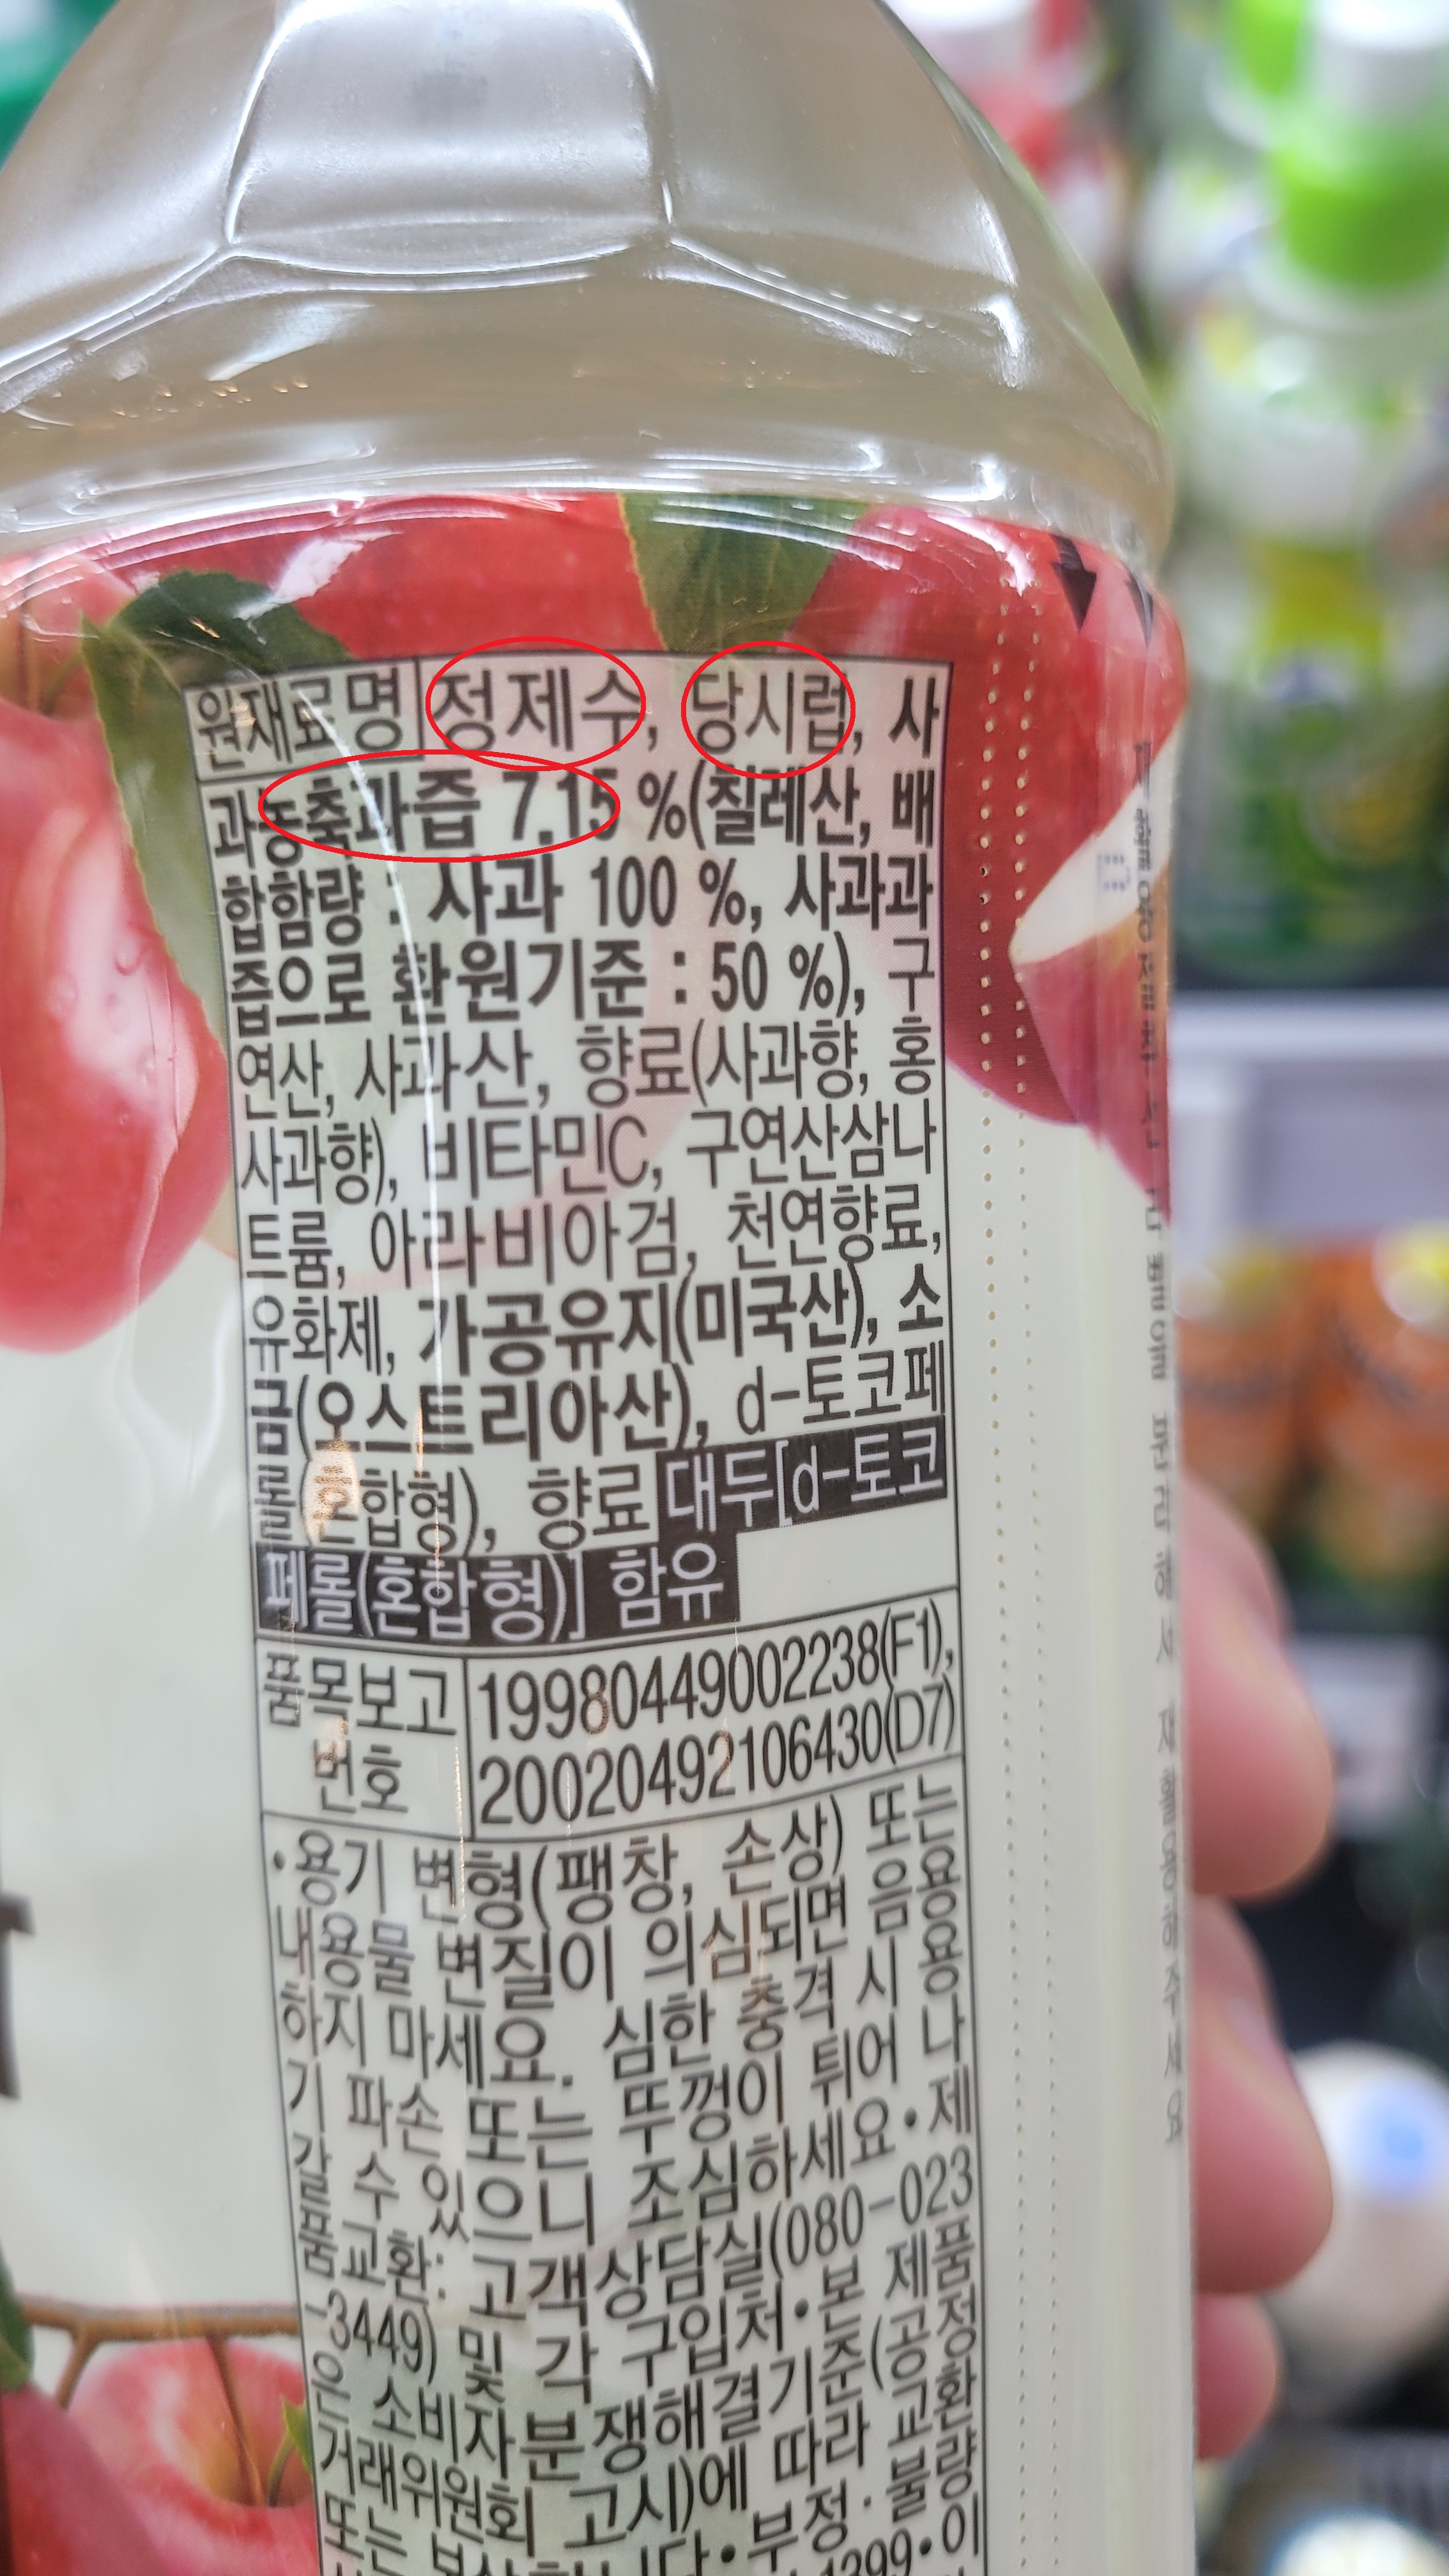 원재료명 정제수, 당시럽, 사
과농축과즙 7.15 %(칠레산, 배
합함량 : 사과 100 %, 사과과
즙으로 환원기준 : 50 %), 구
연산, 사과산, 향료(사과향, 홍
사과향), 비타민C, 구연산삼나
트륨, 아라비아검, 천연향료,
유화제, 가공유지(미국산), 소
금(오스트리아산), d-토코페
롤(혼합형), 향료 대두[d-토코
페롤(혼합형)] 함유
품목보고 19980449002238(F1),
번호 20020492106430(D7)
•용기 변형(팽창, 손상) 또는
내용물 변질이 의심되면 음용
하지 마세요. 심한 충격 시 용
기 파손 또는 뚜껑이 튀어 나
갈 수 있으니 조심하세요•제
품교환: 고객상담실(080-023
-3449) 및 각 구입처•본 제품
은 소비자분쟁해결기준(공정
거래위원회 고시)에 따라 교환
또는 보상 부정·불량
1399•이